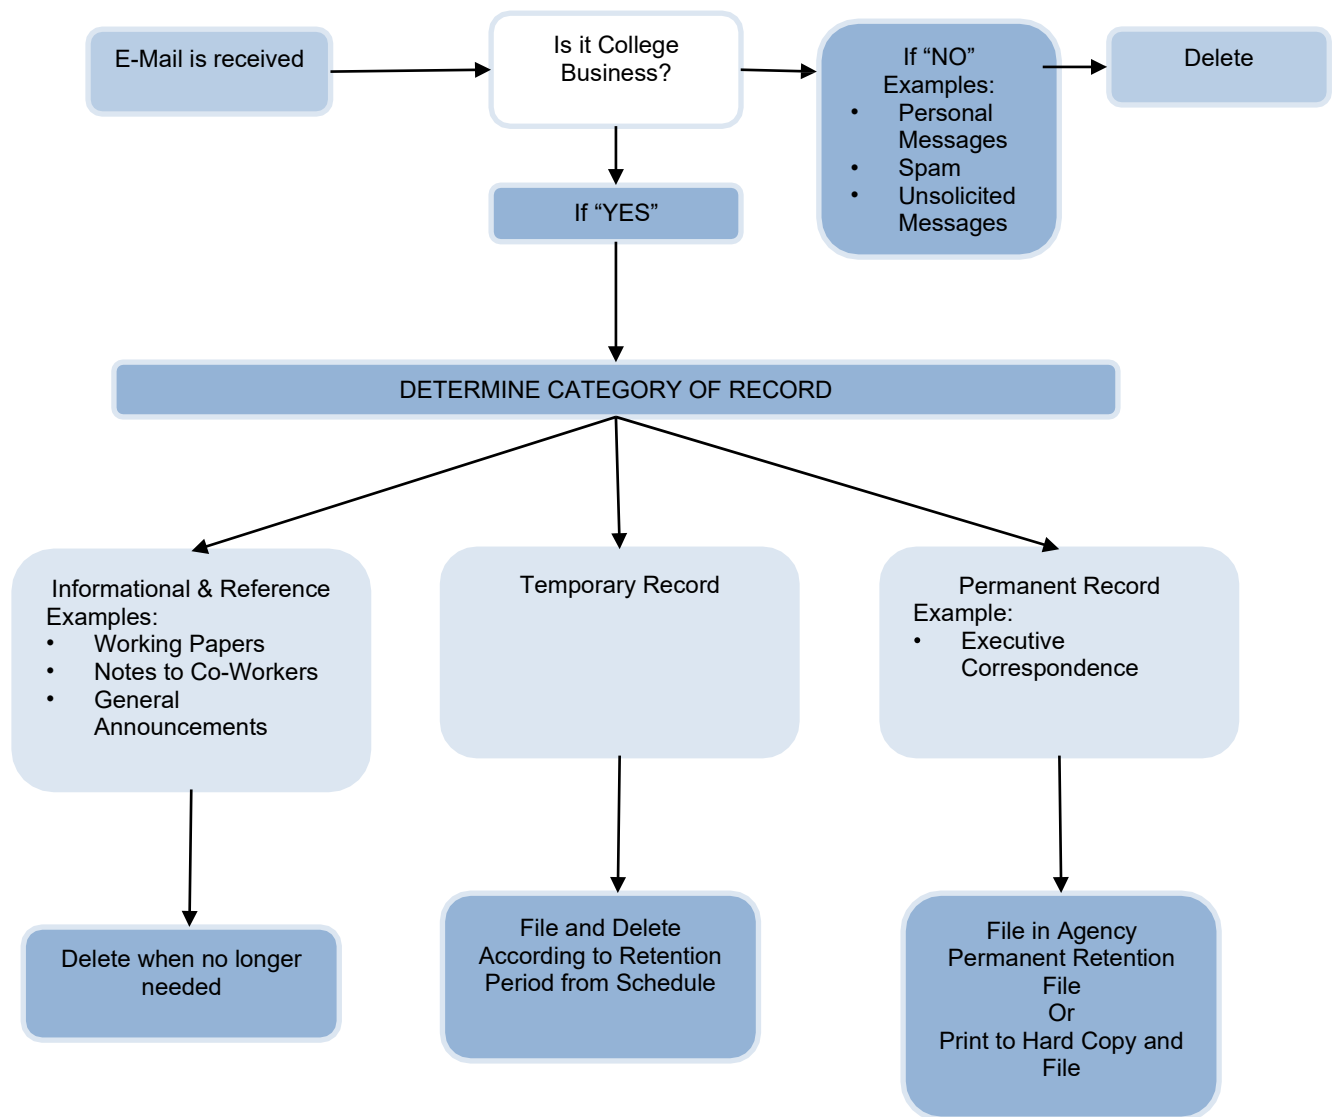 E-Mail is received
Is it College
Business?
If “NO”
Examples:
• Personal
Messages
• Spam
• Unsolicited
Messages
Delete
If “YES”
DETERMINE CATEGORY OF RECORD
Informational & Reference
Examples:
• Working Papers
• Notes to Co-Workers
• General
Announcements
Temporary Record
Permanent Record
Example:
• Executive
Correspondence
Delete when no longer
needed
File and Delete
According to Retention
Period from Schedule
File in Agency
Permanent Retention
File
Or
Print to Hard Copy and
File